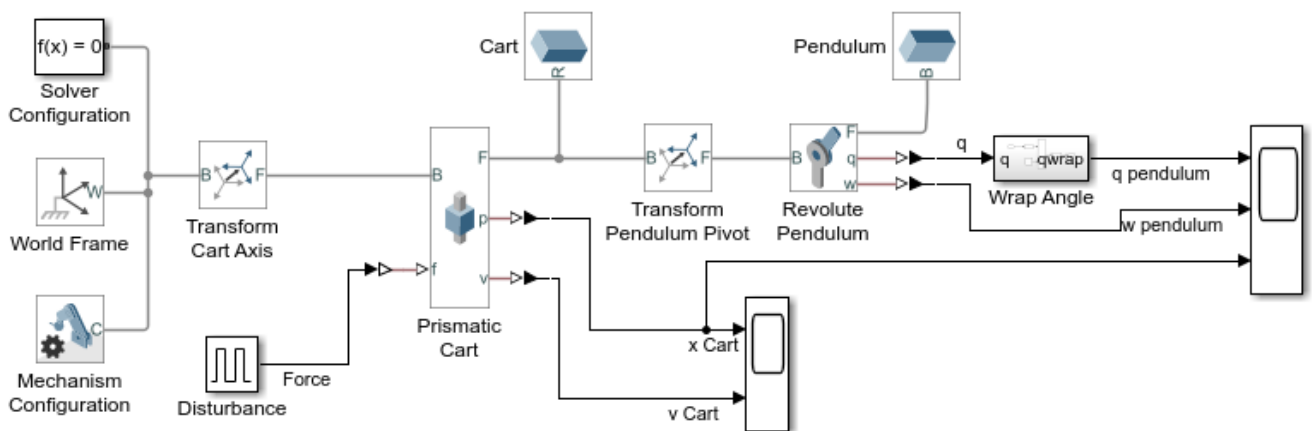 f(x) = 0
Solver
Configuration
W
World Frame
C
Mechanism
Configuration
B
F
Transform
Cart Axis
Disturbance
Force
B
F
p
f
v
Prismatic
Cart
Cart
R
B
F
Transform
Pendulum Pivot
Pendulum
B
B
F
q
w
Revolute
Pendulum
q
q
qwrap
Wrap Angle
q pendulum
w pendulum
x Cart
v Cart